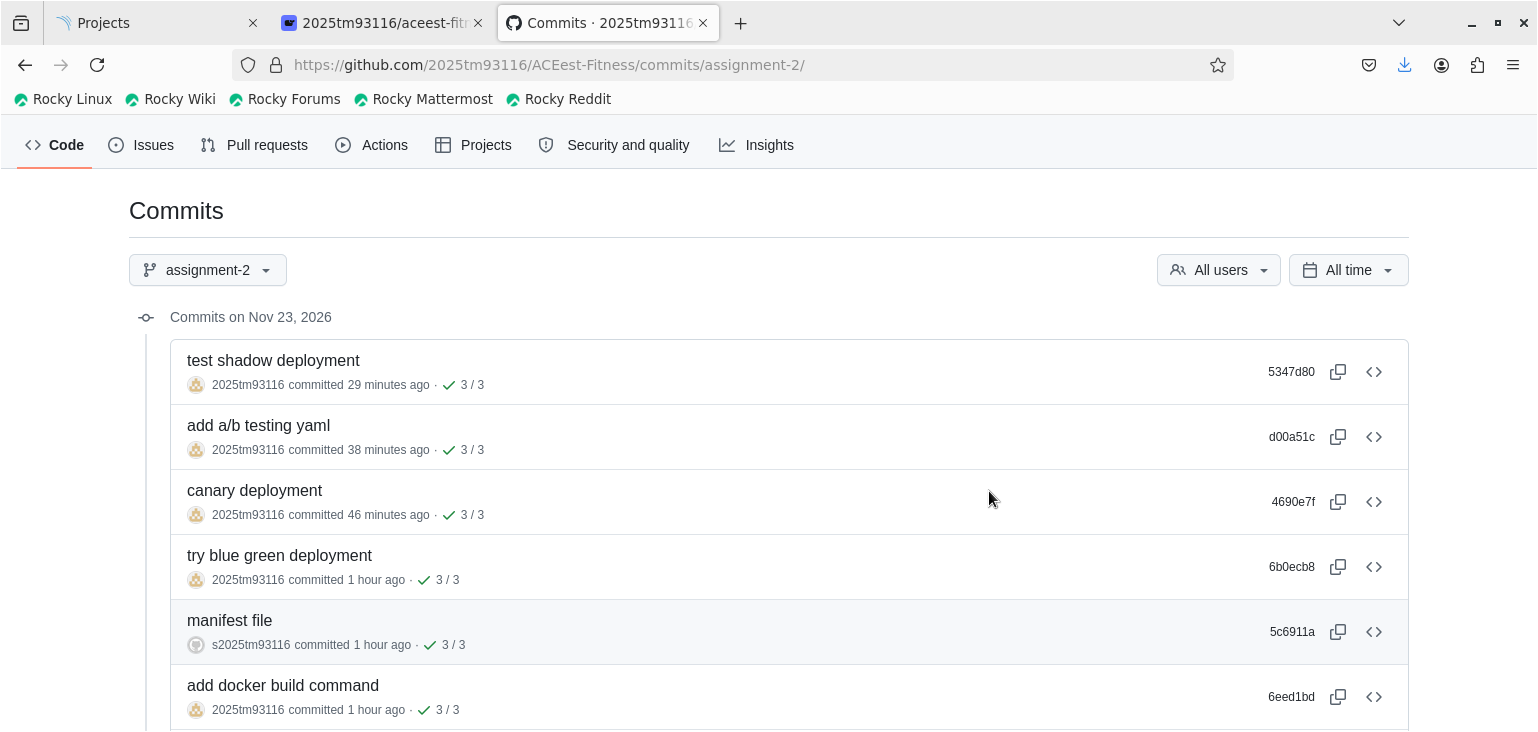 Projects
2025tm93116/aceest-fitn
Commits · 2025tm93116
https://github.com/2025tm93116/ACEest-Fitness/commits/assignment-2/
Rocky Linux Rocky Wiki Rocky Forums Rocky Mattermost Rocky Reddit
Code Issues Pull requests Actions Projects Security and quality Insights
Commits
assignment-2 All users All time
Commits on Nov 23, 2026
test shadow deployment
2025tm93116 committed 29 minutes ago · 3 / 3
5347d80
add a/b testing yaml
2025tm93116 committed 38 minutes ago · 3 / 3
d00a51c
canary deployment
2025tm93116 committed 46 minutes ago · 3 / 3
4690e7f
try blue green deployment
2025tm93116 committed 1 hour ago · 3 / 3
6b0ecb8
manifest file
s2025tm93116 committed 1 hour ago · 3 / 3
5c6911a
add docker build command
2025tm93116 committed 1 hour ago · 3 / 3
6eed1bd